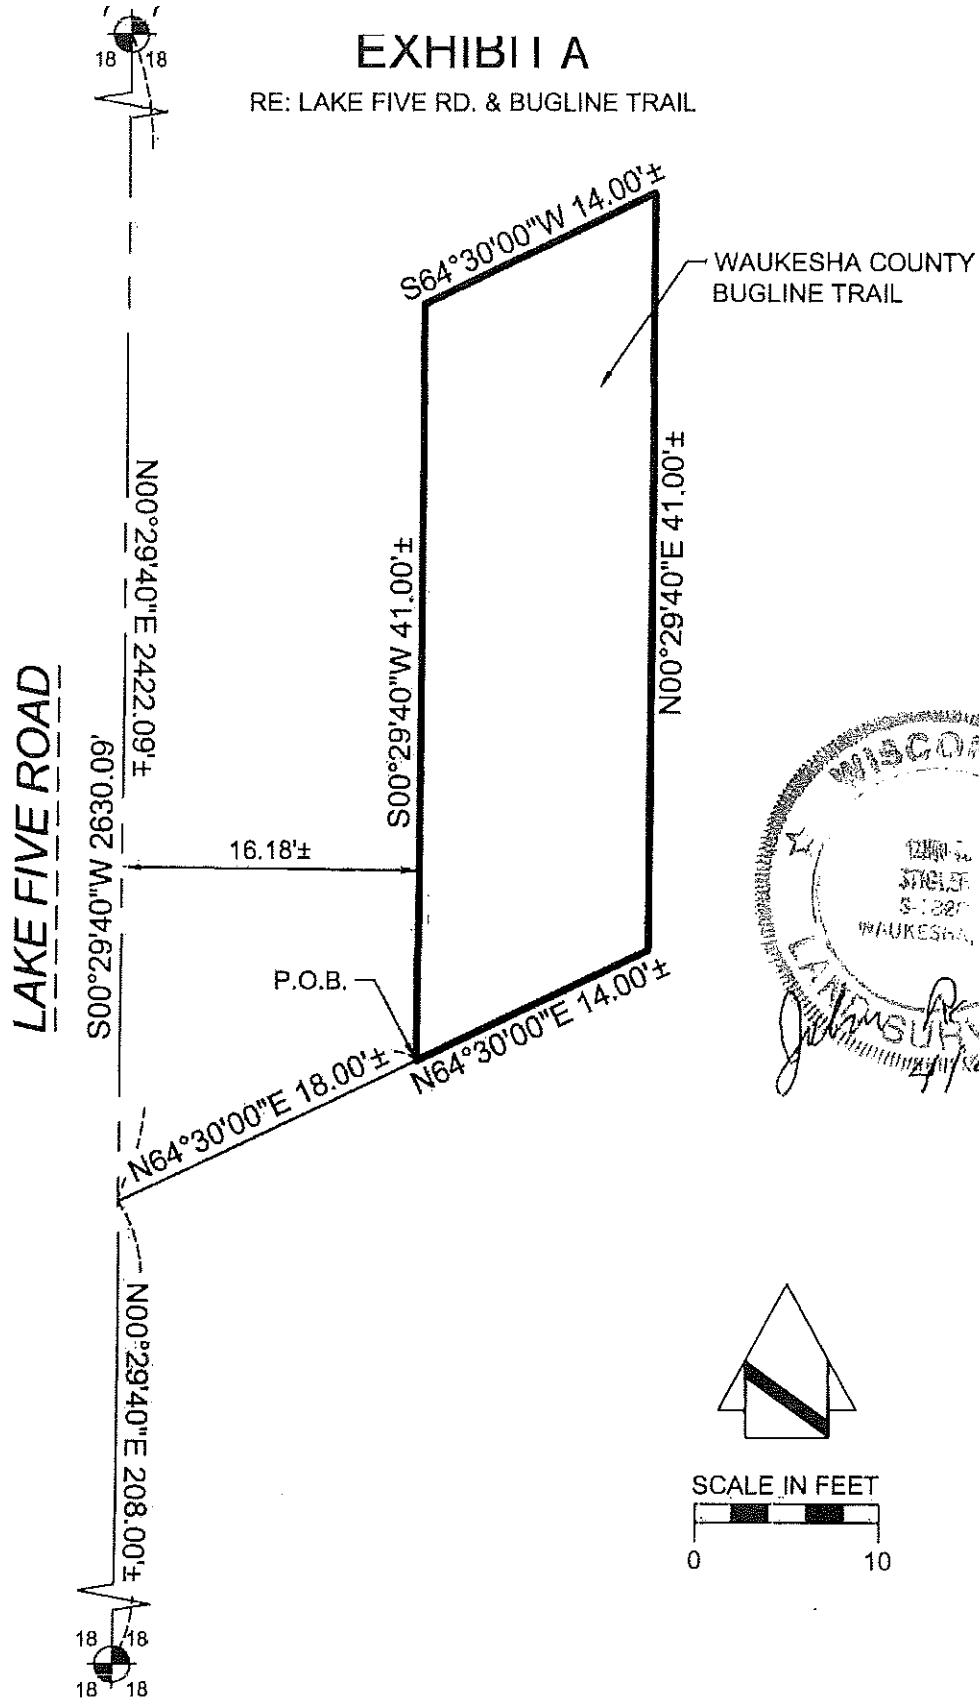 EXHIBIT A
RE: LAKE FIVE RD. & BUGLINE TRAIL
18 18
S64°30'00"W 14.00'±
WAUKESHA COUNTY
BUGLINE TRAIL
N00°29'40"E 2422.09'±
S00°29'40"W 41.00'±
N00°29'40"E 41.00'±
LAKE FIVE ROAD
S00°29'40"W 2630.09'
16.18'±
P.O.B.
N64°30'00"E 18.00'±
N64°30'00"E 14.00'±
WAUKESHA,
LAND
N00°29'40"E 208.00'±
SCALE IN FEET
0 10
18 18
18 18